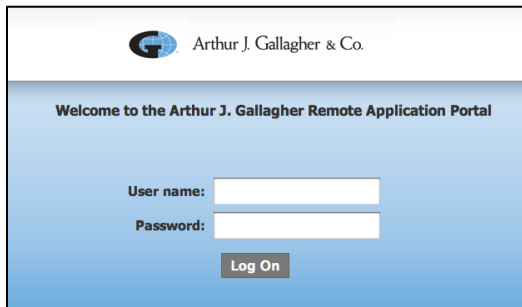 Arthur J. Gallagher & Co.
Welcome to the Arthur J. Gallagher Remote Application Portal
User name:
Password:
Log On